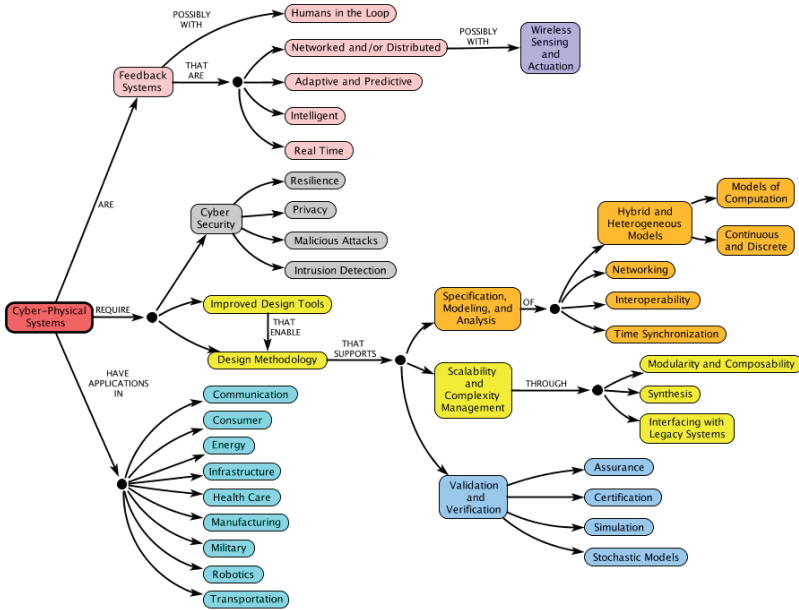 POSSIBLY
WITH
Humans in the Loop
Feedback
Systems
THAT
ARE
Networked and/or Distributed
POSSIBLY
WITH
Wireless
Sensing
and
Actuation
Adaptive and Predictive
Intelligent
Real Time
ARE
Cyber-Physical
Systems
REQUIRE
Cyber
Security
Resilience
Privacy
Malicious Attacks
Intrusion Detection
Improved Design Tools
THAT
ENABLE
Design Methodology
THAT
SUPPORTS
Specification,
Modeling, and
Analysis
OF
Hybrid and
Heterogeneous
Models
Models of
Computation
Continuous
and Discrete
Networking
Interoperability
Time Synchronization
Scalability
and
Complexity
Management
THROUGH
Modularity and Composability
Synthesis
Interfacing with
Legacy Systems
Validation
and
Verification
Assurance
Certification
Simulation
Stochastic Models
HAVE
APPLICATIONS
IN
Communication
Consumer
Energy
Infrastructure
Health Care
Manufacturing
Military
Robotics
Transportation